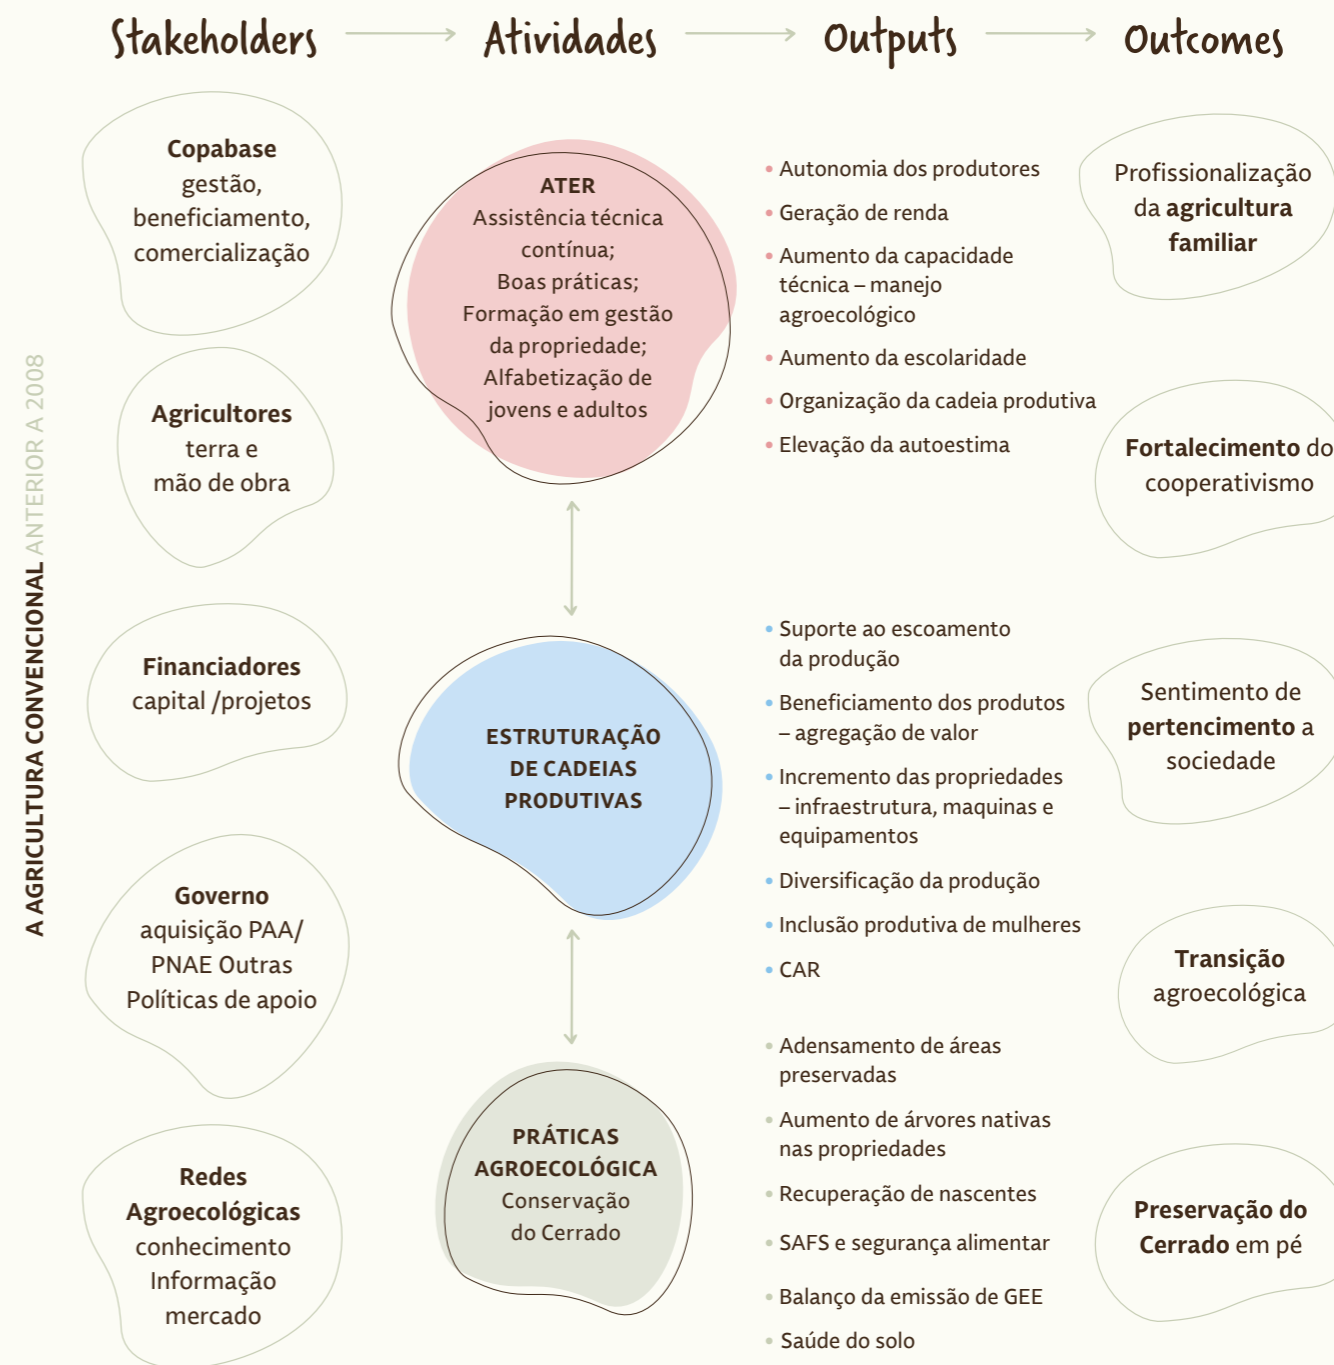 Stakeholders
Atividades
Outputs
Outcomes
A AGRICULTURA CONVENCIONAL ANTERIOR A 2008
Copabase
gestão,
beneficiamento,
comercialização
Agricultores
terra e
mão de obra
Financiadores
capital /projetos
Governo
aquisição PAA/
PNAE Outras
Políticas de apoio
Redes
Agroecológicas
conhecimento
Informação
mercado
ATER
Assistência técnica
contínua;
Boas práticas;
Formação em gestão
da propriedade;
Alfabetização de
jovens e adultos
ESTRUTURAÇÃO
DE CADEIAS
PRODUTIVAS
PRÁTICAS
AGROECOLÓGICA
Conservação
do Cerrado
• Autonomia dos produtores
• Geração de renda
• Aumento da capacidade
técnica – manejo
agroecológico
• Aumento da escolaridade
• Organização da cadeia produtiva
• Elevação da autoestima
• Suporte ao escoamento
da produção
• Beneficiamento dos produtos
– agregação de valor
• Incremento das propriedades
– infraestrutura, maquinas e
equipamentos
• Diversificação da produção
• Inclusão produtiva de mulheres
• CAR
• Adensamento de áreas
preservadas
• Aumento de árvores nativas
nas propriedades
• Recuperação de nascentes
• SAFS e segurança alimentar
• Balanço da emissão de GEE
• Saúde do solo
Profissionalização
da agricultura
familiar
Fortalecimento do
cooperativismo
Sentimento de
pertencimento a
sociedade
Transição
agroecológica
Preservação do
Cerrado em pé